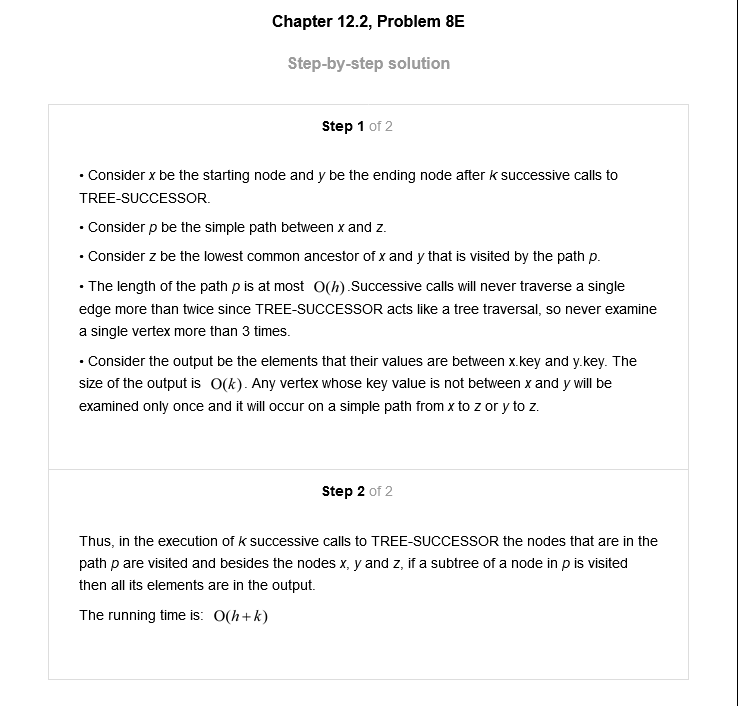 Chapter 12.2, Problem 8E
Step-by-step solution
Step 1 of 2
• Consider x be the starting node and y be the ending node after k successive calls to
TREE-SUCCESSOR.
• Consider p be the simple path between x and z.
• Consider z be the lowest common ancestor of x and y that is visited by the path p.
• The length of the path p is at most O(h).Successive calls will never traverse a single
edge more than twice since TREE-SUCCESSOR acts like a tree traversal, so never examine
a single vertex more than 3 times.
• Consider the output be the elements that their values are between x.key and y.key. The
size of the output is O(k). Any vertex whose key value is not between x and y will be
examined only once and it will occur on a simple path from x to z or y to z.
Step 2 of 2
Thus, in the execution of k successive calls to TREE-SUCCESSOR the nodes that are in the
path p are visited and besides the nodes x, y and z, if a subtree of a node in p is visited
then all its elements are in the output.
The running time is: O(h+k)